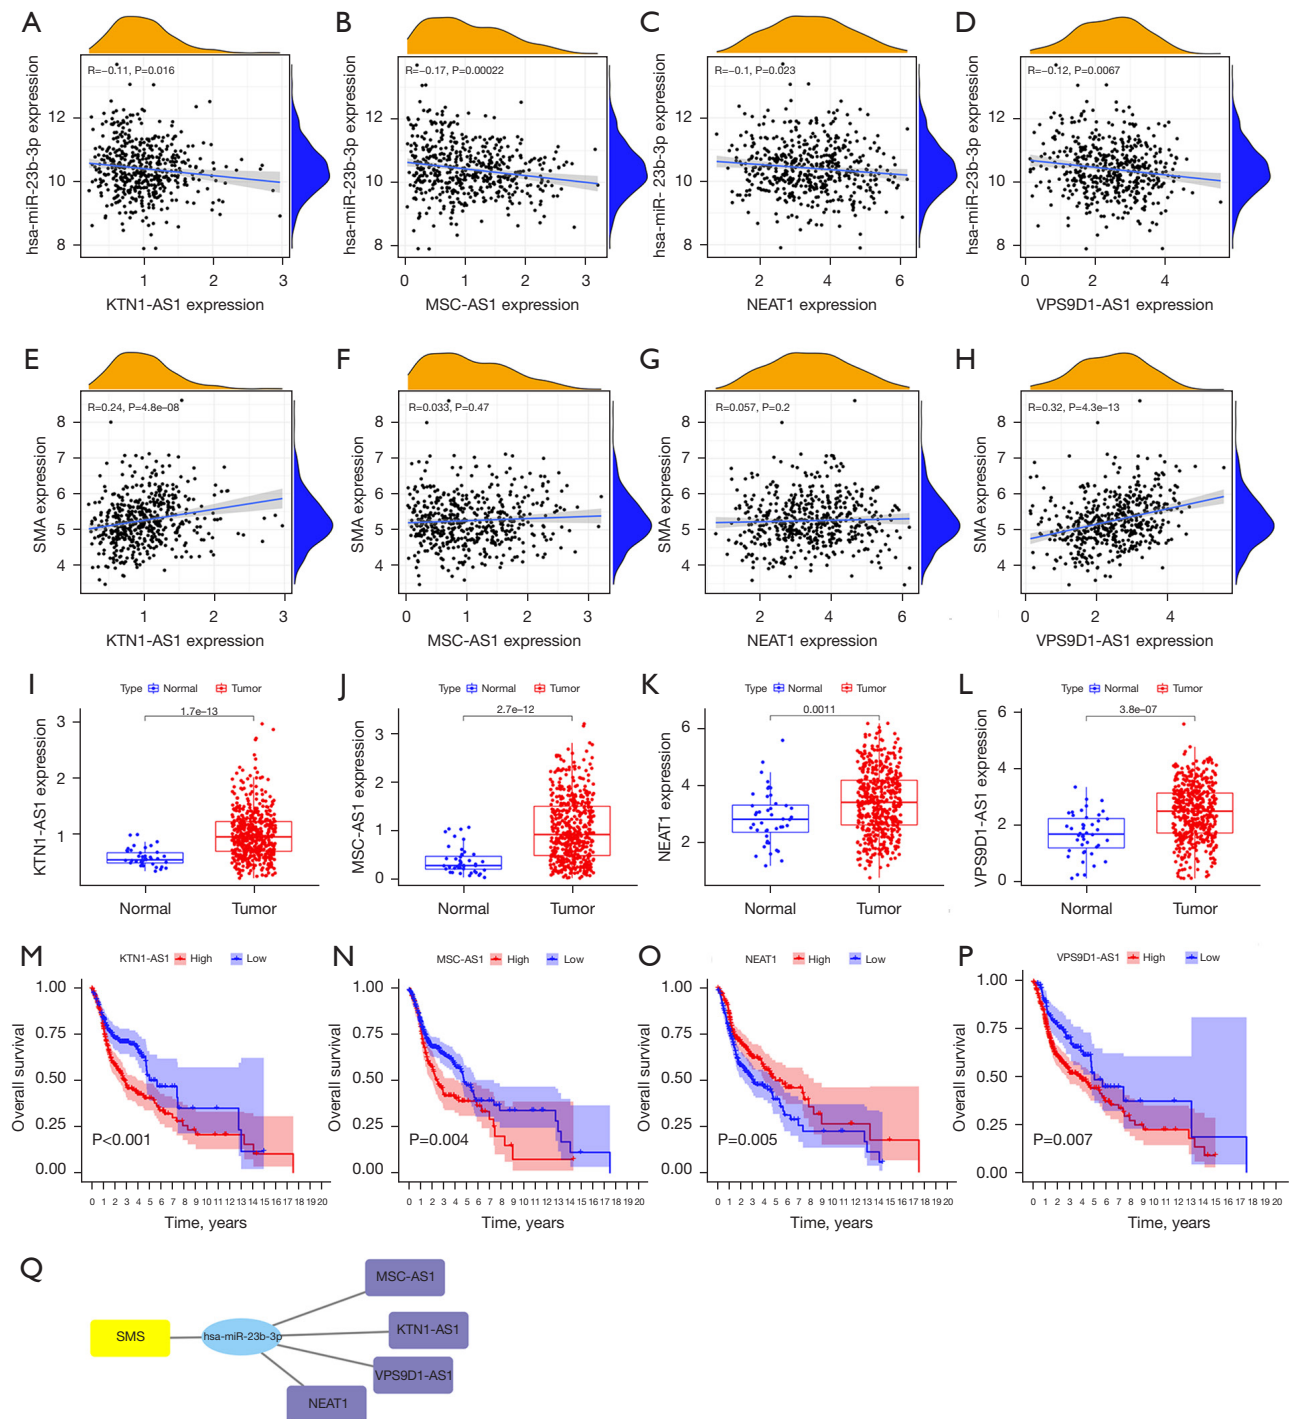 A
B
C
D
R=−0.11, P=0.016
R=−0.17, P=0.00022
R=−0.1, P=0.023
R=−0.12, P=0.0067
hsa-miR-23b-3p expression
hsa-miR-23b-3p expression
hsa-miR- 23b-3p expression
hsa-miR-23b-3p expression
12
10
8
12
10
8
12
10
8
12
10
8
1 2 3
0 1 2 3
2 4 6
0 2 4
KTN1-AS1 expression
MSC-AS1 expression
NEAT1 expression
VPS9D1-AS1 expression
E
F
G
H
R=0.24, P=4.8e−08
R=0.033, P=0.47
R=0.057, P=0.2
R=0.32, P=4.3e−13
SMA expression
SMA expression
SMA expression
SMA expression
8
7
6
5
4
8
7
6
5
4
8
7
6
5
4
8
7
6
5
4
1 2 3
0 1 2 3
2 4 6
0 2 4
KTN1-AS1 expression
MSC-AS1 expression
NEAT1 expression
VPS9D1-AS1 expression
I
J
K
L
Type Normal Tumor
Type Normal Tumor
Type Normal Tumor
Type Normal Tumor
1.7e−13
2.7e−12
0.0011
3.8e−07
KTN1-AS1 expression
MSC-AS1 expression
NEAT1 expression
VPS9D1-AS1 expression
3
2
1
3
2
1
0
6
4
2
6
4
2
0
Normal Tumor
Normal Tumor
Normal Tumor
Normal Tumor
M
N
O
P
KTN1-AS1 High Low
MSC-AS1 High Low
NEAT1 High Low
VPS9D1-AS1 High Low
Overall survival
Overall survival
Overall survival
Overall survival
1.00
0.75
0.50
0.25
0.00
1.00
0.75
0.50
0.25
0.00
1.00
0.75
0.50
0.25
0.00
1.00
0.75
0.50
0.25
0.00
P<0.001
P=0.004
P=0.005
P=0.007
0 1 2 3 4 5 6 7 8 9 10 11 12 13 14 15 16 17 18 19 20
0 1 2 3 4 5 6 7 8 9 10 11 12 13 14 15 16 17 18 19 20
0 1 2 3 4 5 6 7 8 9 10 11 12 13 14 15 16 17 18 19 20
0 1 2 3 4 5 6 7 8 9 10 11 12 13 14 15 16 17 18 19 20
Time, years
Time, years
Time, years
Time, years
Q
MSC-AS1
KTN1-AS1
SMS
hsa-miR-23b-3p
VPS9D1-AS1
NEAT1